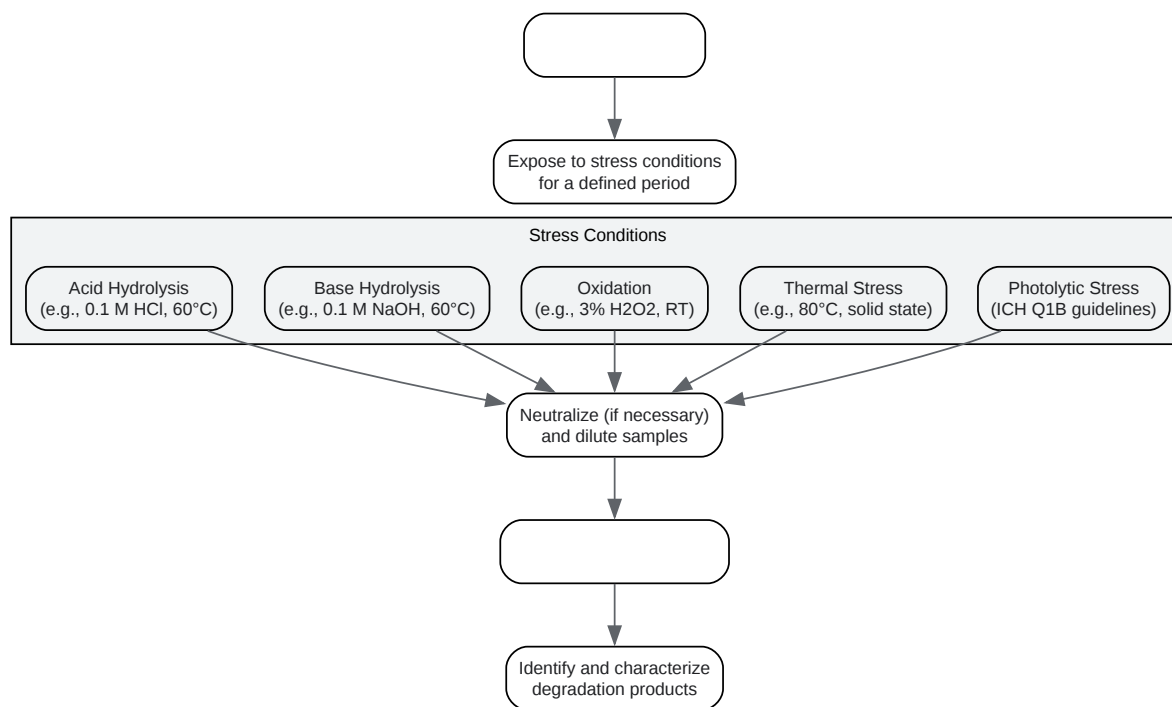 Expose to stress conditions
for a defined period
Stress Conditions
Acid Hydrolysis
(e.g., 0.1 M HCl, 60°C)
Base Hydrolysis
(e.g., 0.1 M NaOH, 60°C)
Oxidation
(e.g., 3% H2O2, RT)
Thermal Stress
(e.g., 80°C, solid state)
Photolytic Stress
(ICH Q1B guidelines)
Neutralize (if necessary)
and dilute samples
Identify and characterize
degradation products